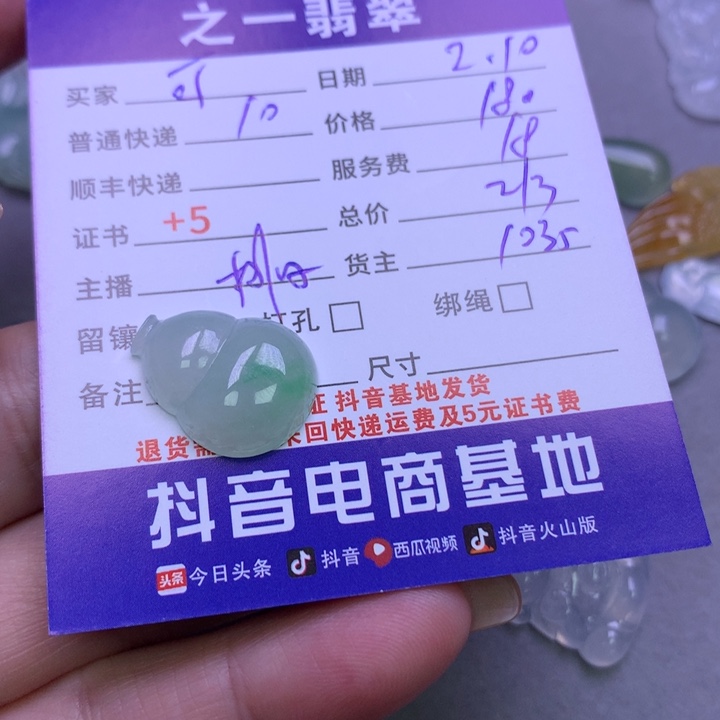 之一翡翠
买家 可 日期 2.10
普通快递 10 价格 180
顺丰快递 服务费 18
证书 +5 总价 213
主播 货主 1035
留镶 打孔 绑绳
备注 尺寸
证 抖音基地发货
退货需 来回快递运费及5元证书费
抖音电商基地
头条 今日头条 抖音 西瓜视频 抖音火山版